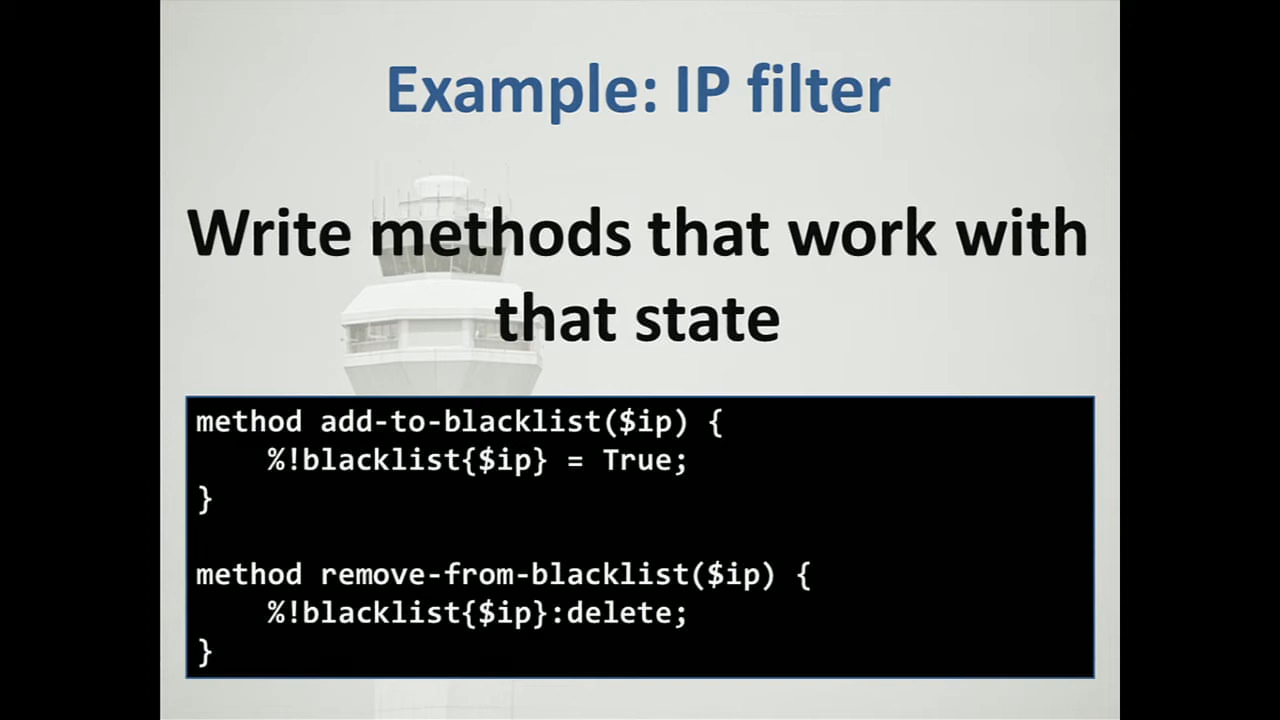 Example: IP filter
Write methods that work with
that state
method add-to-blacklist($ip) {
    %!blacklist{$ip} = True;
}

method remove-from-blacklist($ip) {
    %!blacklist{$ip}:delete;
}